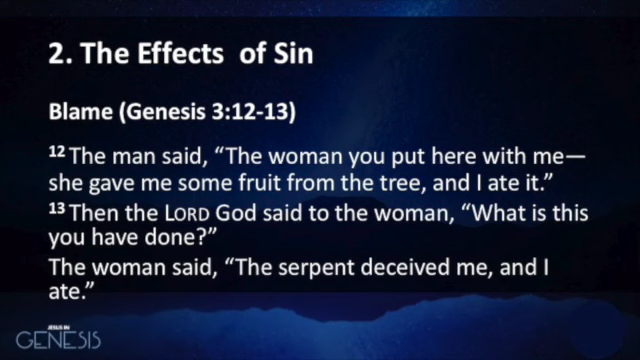 2. The Effects of Sin
Blame (Genesis 3:12-13)
12 The man said, “The woman you put here with me—
she gave me some fruit from the tree, and I ate it.”
13 Then the LORD God said to the woman, “What is this
you have done?”
The woman said, “The serpent deceived me, and I
ate.”
JESUS IN
GENESIS